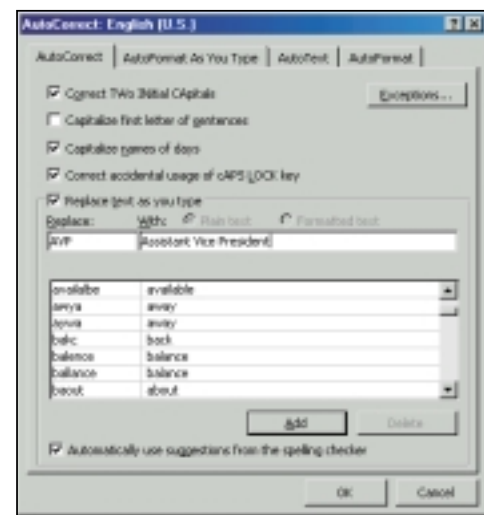 AutoCorrect: English (U.S.)
AutoCorrect AutoFormat As You Type AutoText AutoFormat
Correct TWo INitial CApitals Exceptions...
Capitalize first letter of sentences
Capitalize names of days
Correct accidental usage of cAPS LOCK key
Replace text as you type
Replace: With: Plain text Formatted text
AVP Assistant Vice President
availalbe available
away
away
bakc back
balence balance
ballance balance
baout about
Add Delete
Automatically use suggestions from the spelling checker
OK Cancel